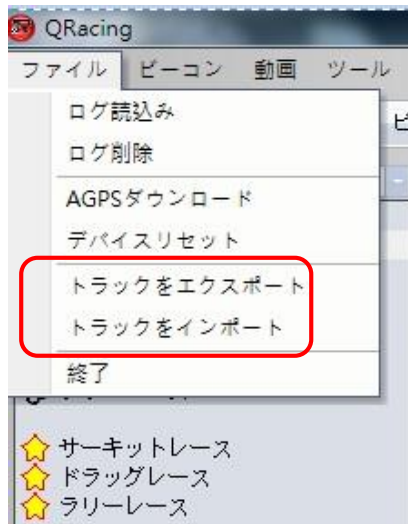 QRacing
ファイル ビーコン 動画 ツール
ログ読込み
ログ削除
AGPSダウンロード
デバイスリセット
トラックをエクスポート
トラックをインポート
終了
サーキットレース
ドラッグレース
ラリーレース